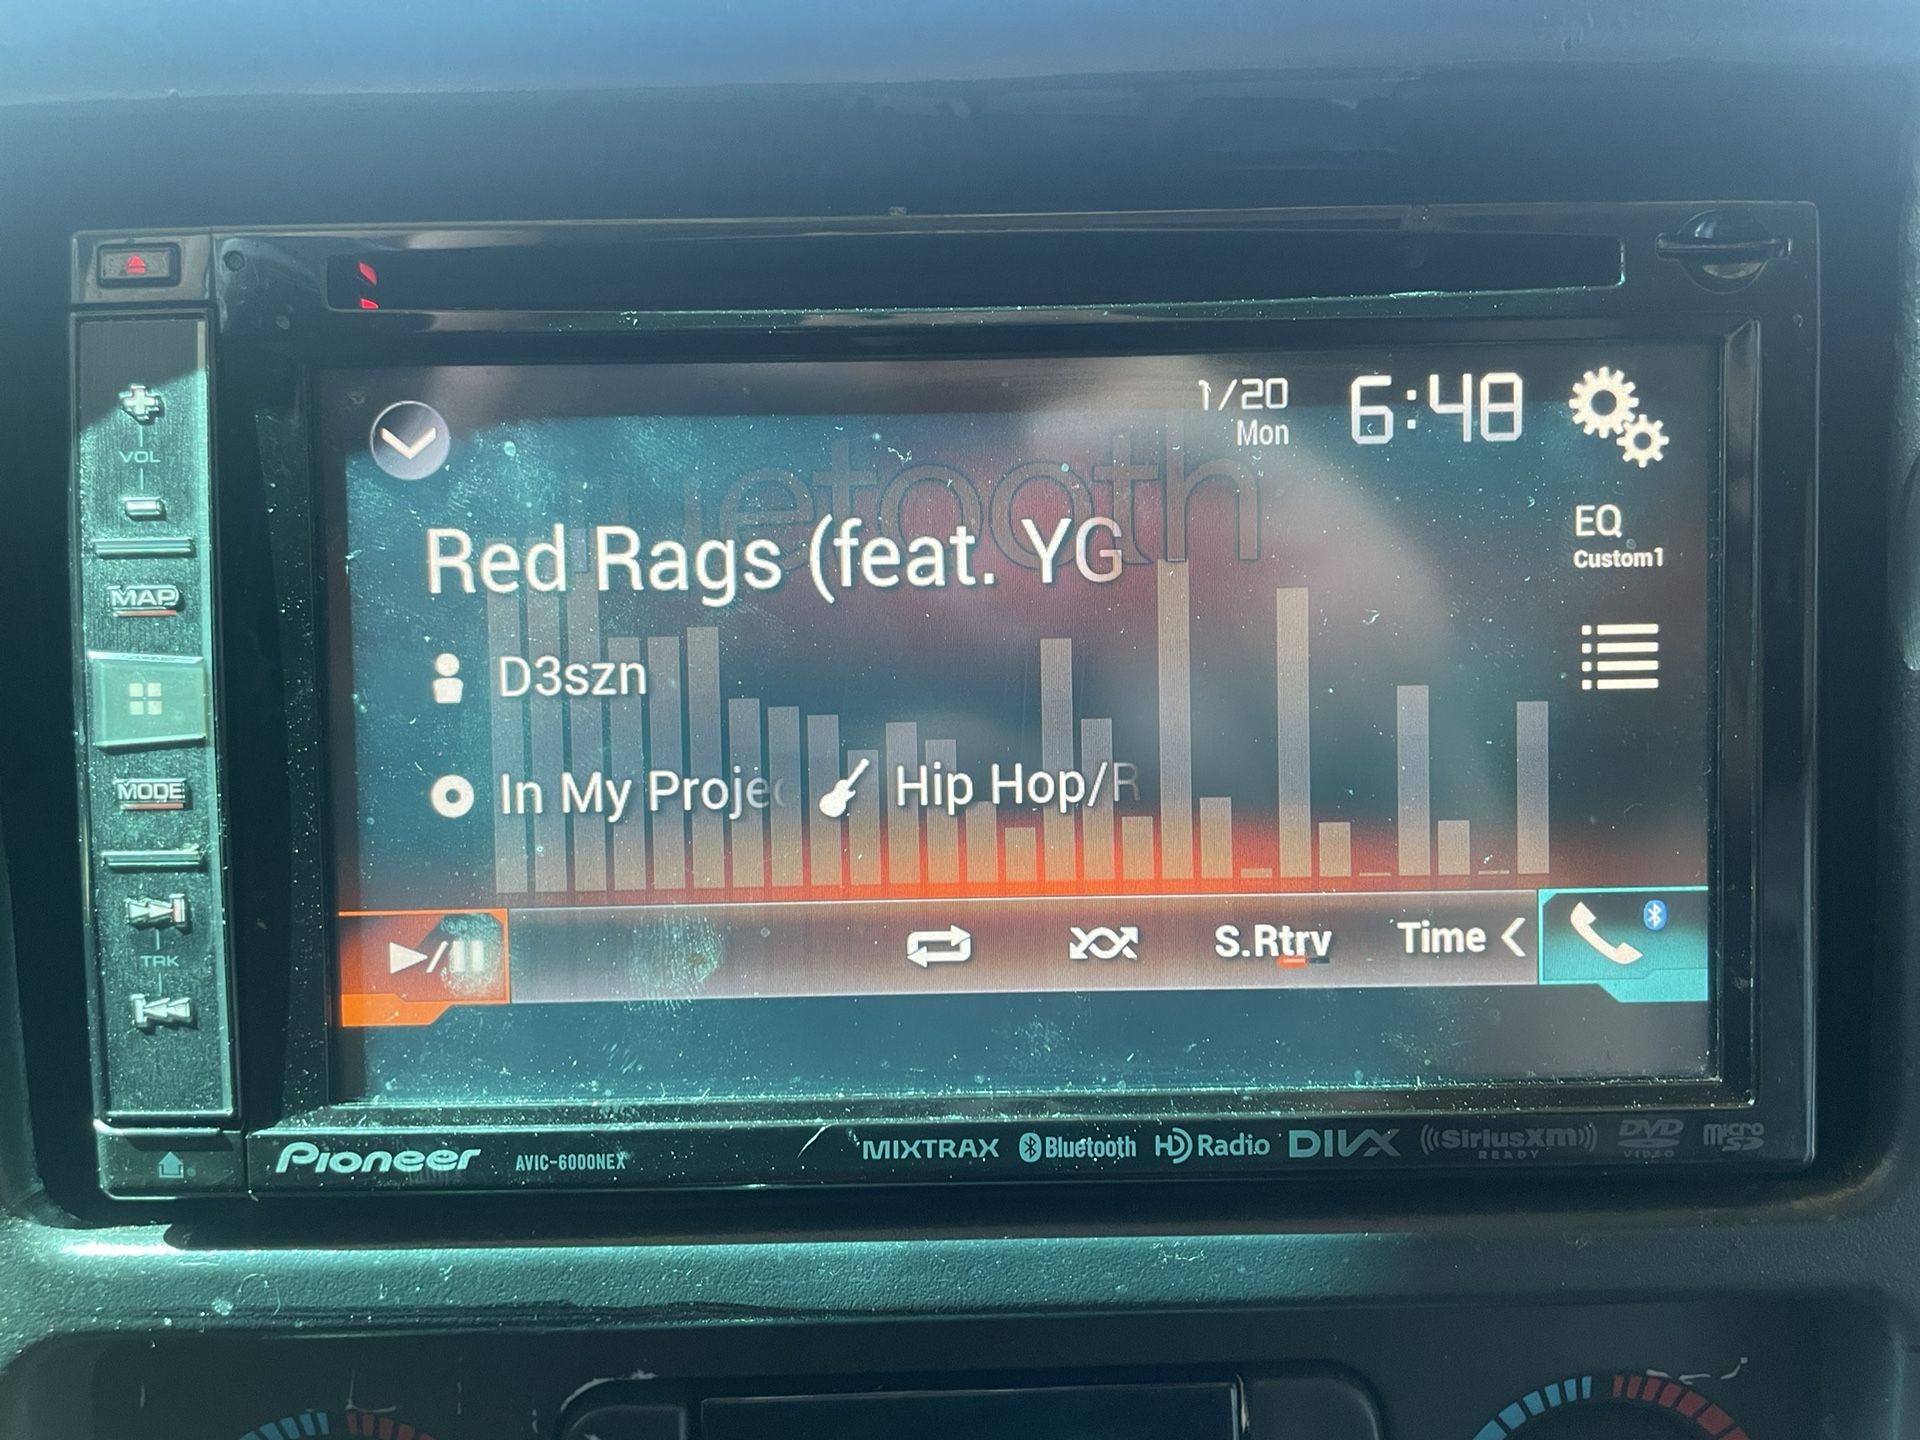 1/20
Mon
6:48
uetooth
Red Rags (feat. YG
EQ
Custom1
D3szn
In My Projec
Hip Hop/R
S.Rtrv
Time
VOL
MAP
MODE
TRK
Pioneer
AVIC-6000NEX
MIXTRAX
Bluetooth
HD Radio
DIVX
((SiriusXM))
READY
DVD
VIDEO
micro
SD